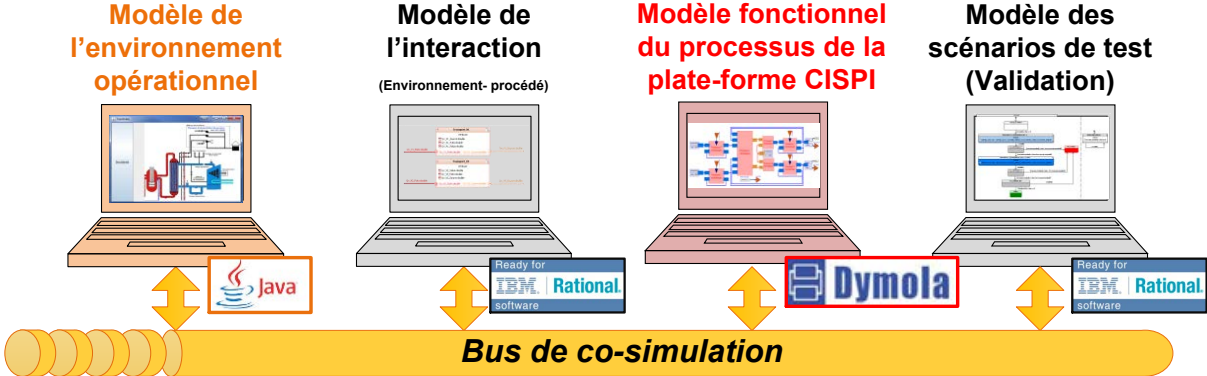 Modèle de
l'environnement
opérationnel
Modèle de
l'interaction
(Environnement- procédé)
Modèle fonctionnel
du processus de la
plate-forme CISPI
Modèle des
scénarios de test
(Validation)
Java
Ready for
IBM. Rational.
software
Dymola
Ready for
IBM. Rational.
software
Bus de co-simulation